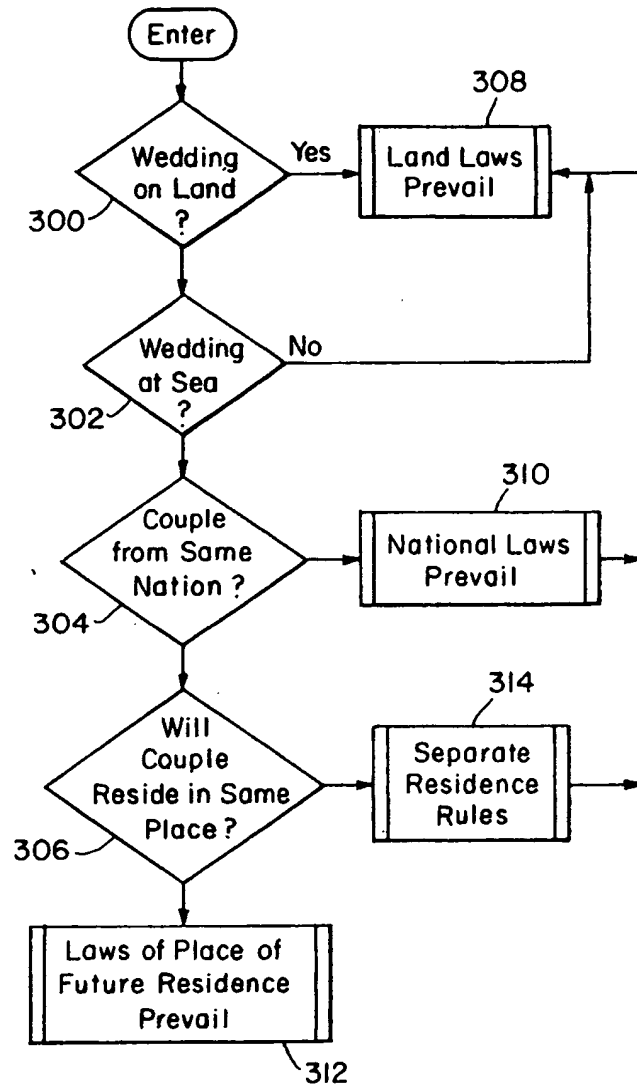 Enter
Wedding
on Land
?
300
Yes
308
Land Laws
Prevail
Wedding
at Sea
?
302
No
Couple
from Same
Nation ?
304
310
National Laws
Prevail
Will
Couple
Reside in Same
Place ?
306
314
Separate
Residence
Rules
Laws of Place of
Future Residence
Prevail
312